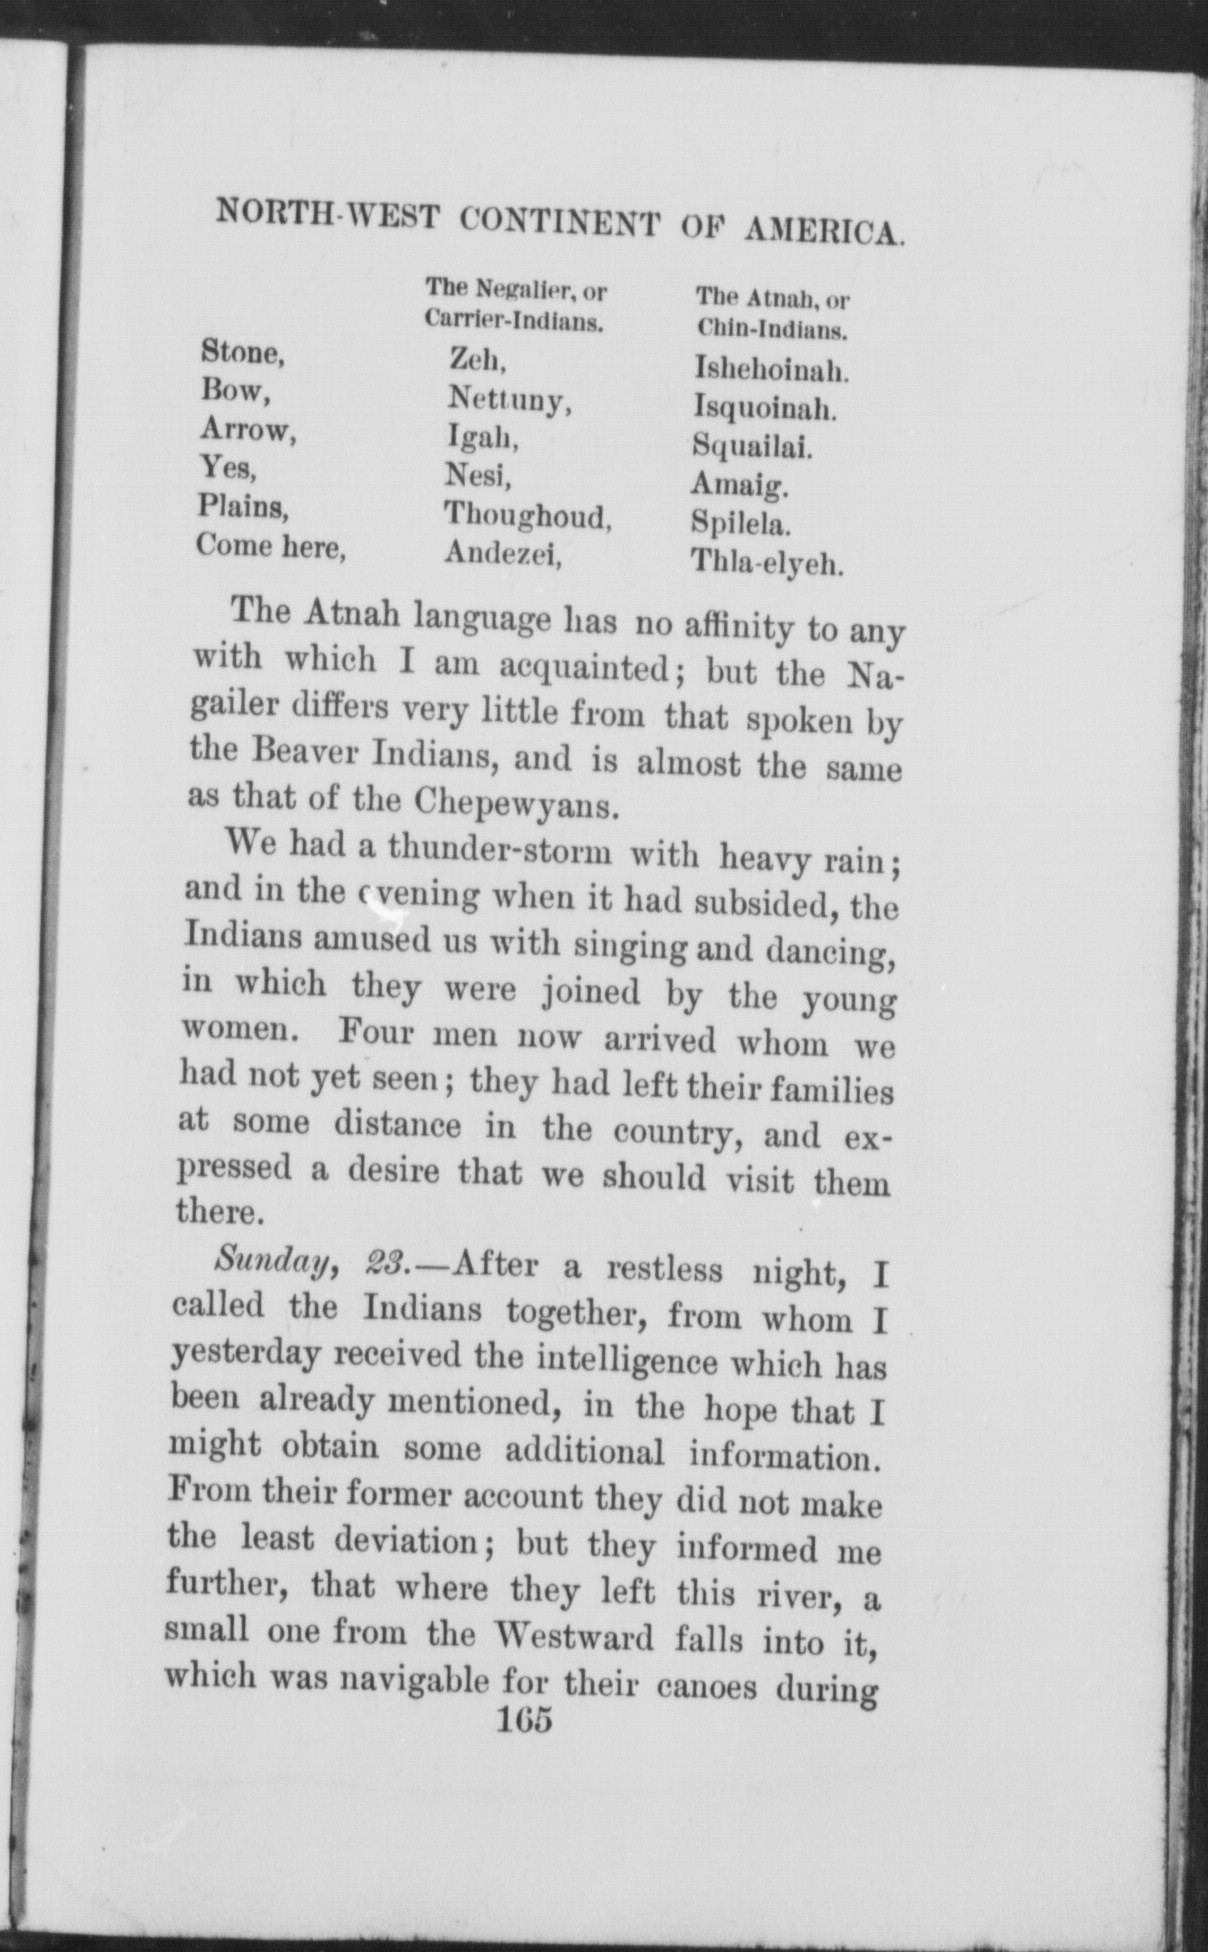 NORTH-WEST CONTINENT OF AMERICA.
The Negalier, or The Atnah, or
Carrier-Indians. Chin-Indians.
Stone, Zeh, Ishehoinah.
Bow, Nettuny, Isquoinah.
Arrow, Igah, Squailai.
Yes, Nesi, Amaig.
Plains, Thoughoud, Spilela.
Come here, Andezei, Thla-elyeh.
The Atnah language has no affinity to any
with which I am acquainted; but the Na-
gailer differs very little from that spoken by
the Beaver Indians, and is almost the same
as that of the Chepewyans.
We had a thunder-storm with heavy rain;
and in the evening when it had subsided, the
Indians amused us with singing and dancing,
in which they were joined by the young
women. Four men now arrived whom we
had not yet seen; they had left their families
at some distance in the country, and ex-
pressed a desire that we should visit them
there.
Sunday, 23.—After a restless night, I
called the Indians together, from whom I
yesterday received the intelligence which has
been already mentioned, in the hope that I
might obtain some additional information.
From their former account they did not make
the least deviation; but they informed me
further, that where they left this river, a
small one from the Westward falls into it,
which was navigable for their canoes during
165